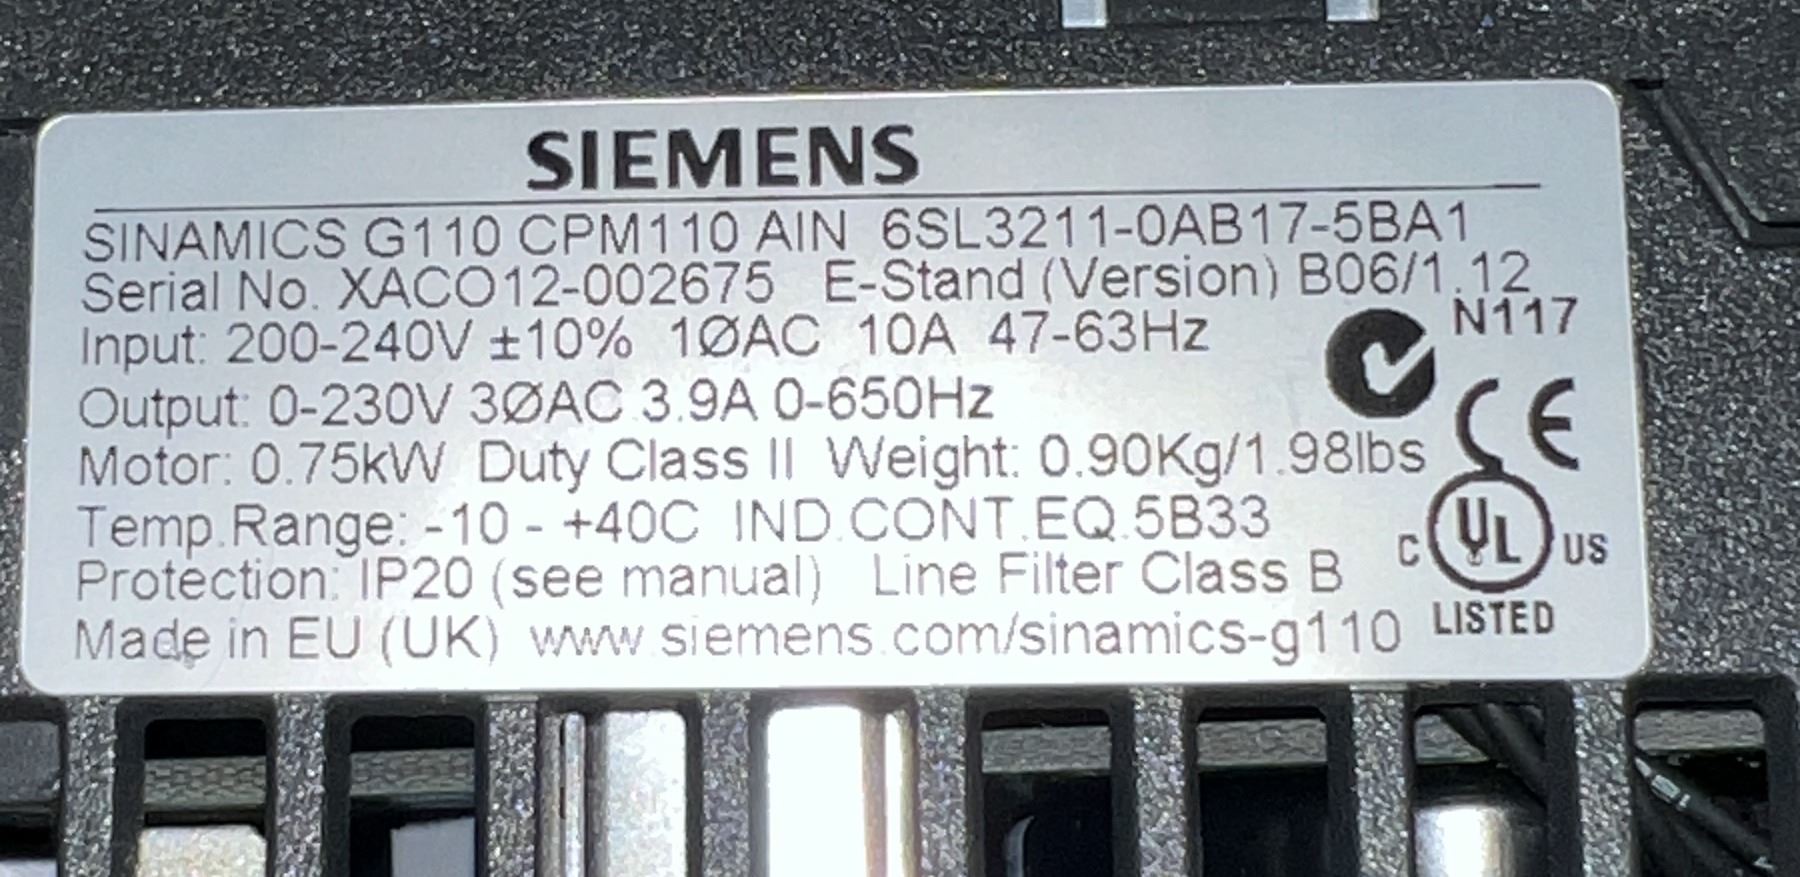 SIEMENS
SINAMICS G110 CPM110 AIN 6SL3211-0AB17-5BA1
Serial No. XACO12-002675 E-Stand (Version) B06/1.12
N117
Input: 200-240V ±10% 1ØAC 10A 47-63Hz
Output: 0-230V 3ØAC 3.9A 0-650Hz
CE
Motor: 0.75kW Duty Class II Weight: 0.90Kg/1.98lbs
Temp.Range: -10 - +40C IND.CONT.EQ.5B33
C UL US
Protection: IP20 (see manual) Line Filter Class B
LISTED
Made in EU (UK) www.siemens.com/sinamics-g110